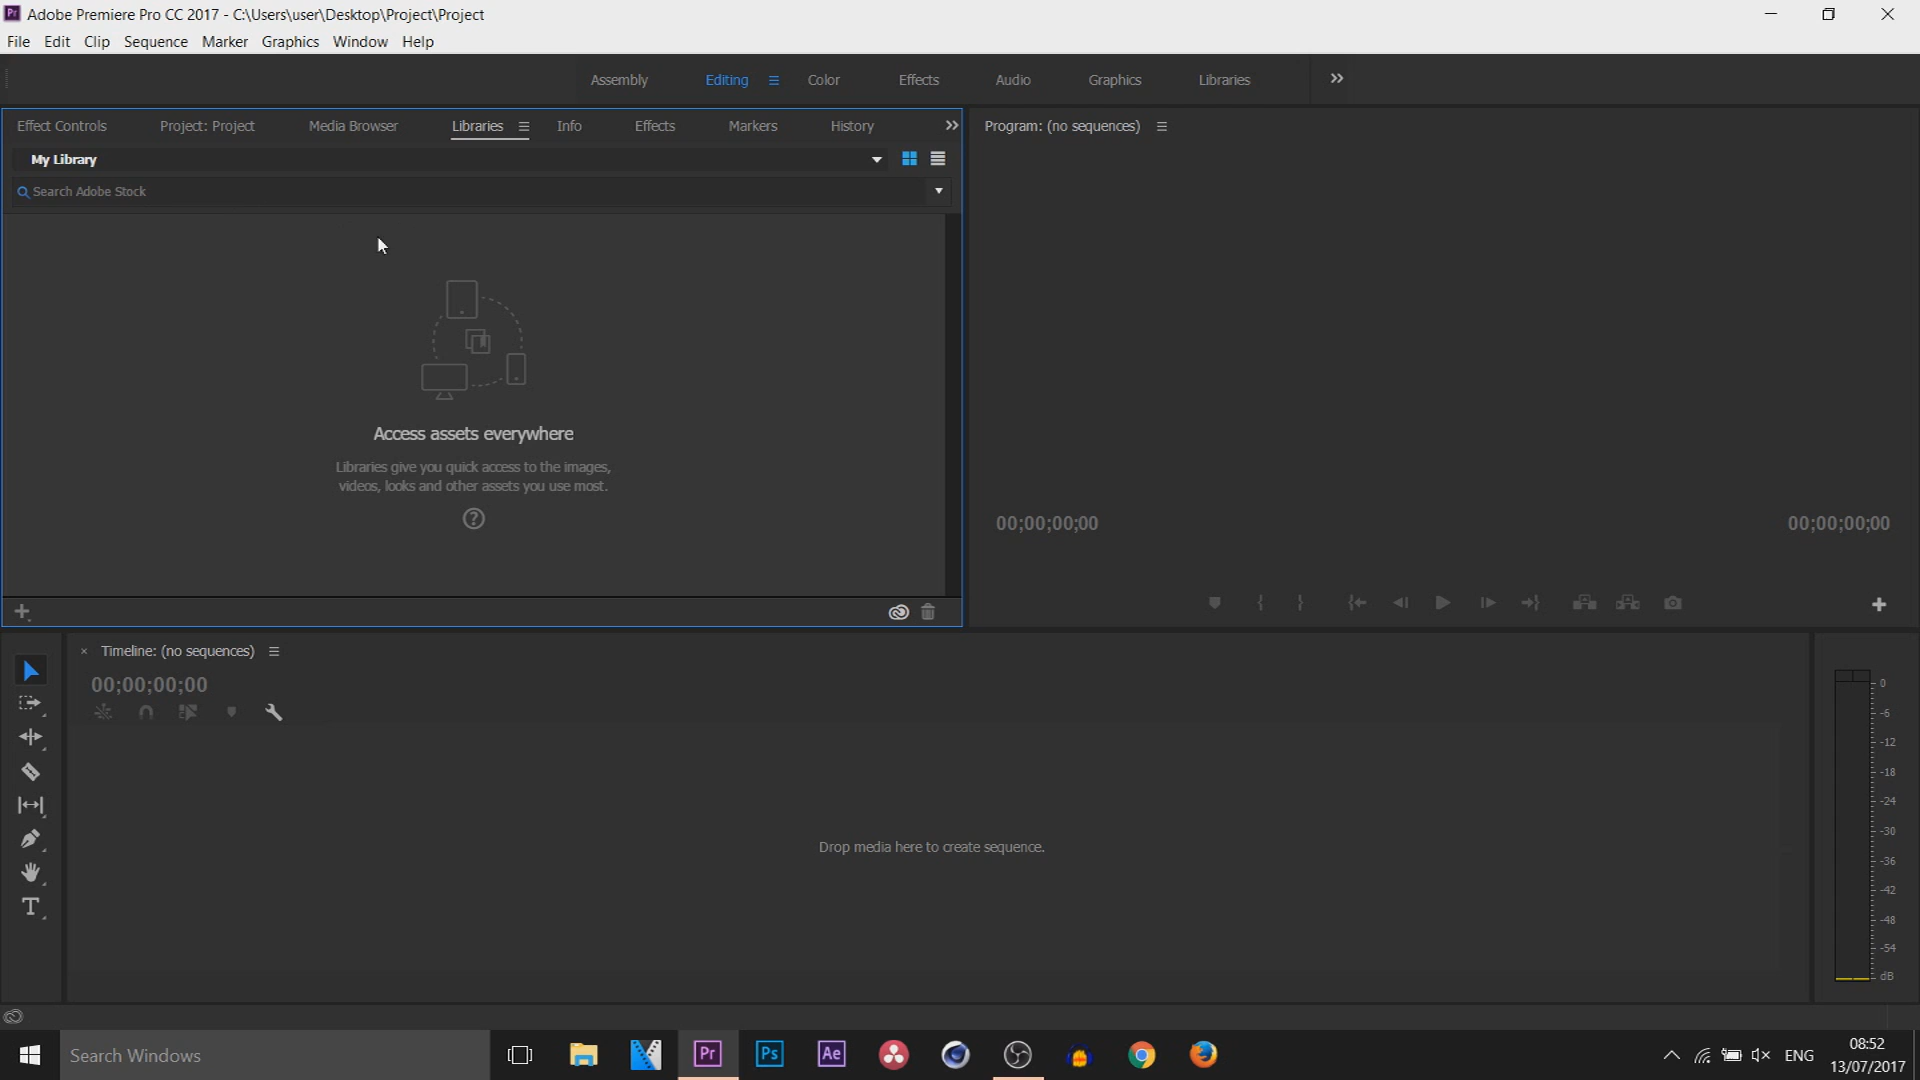 Pr Adobe Premiere Pro CC 2017 - C:\Users\user\Desktop\Project\Project
File Edit Clip Sequence Marker Graphics Window Help
Assembly Editing Color Effects Audio Graphics Libraries
Effect Controls Project: Project Media Browser Libraries Info Effects Markers History
Program: (no sequences)
My Library
Search Adobe Stock
Access assets everywhere
Libraries give you quick access to the images,
videos, looks and other assets you use most.
?
00;00;00;00 00;00;00;00
× Timeline: (no sequences)
00;00;00;00
Drop media here to create sequence.
0
-6
-12
-18
-24
-30
-36
-42
-48
-54
dB
T
Search Windows
Pr Ps Ae
ENG
08:52
13/07/2017